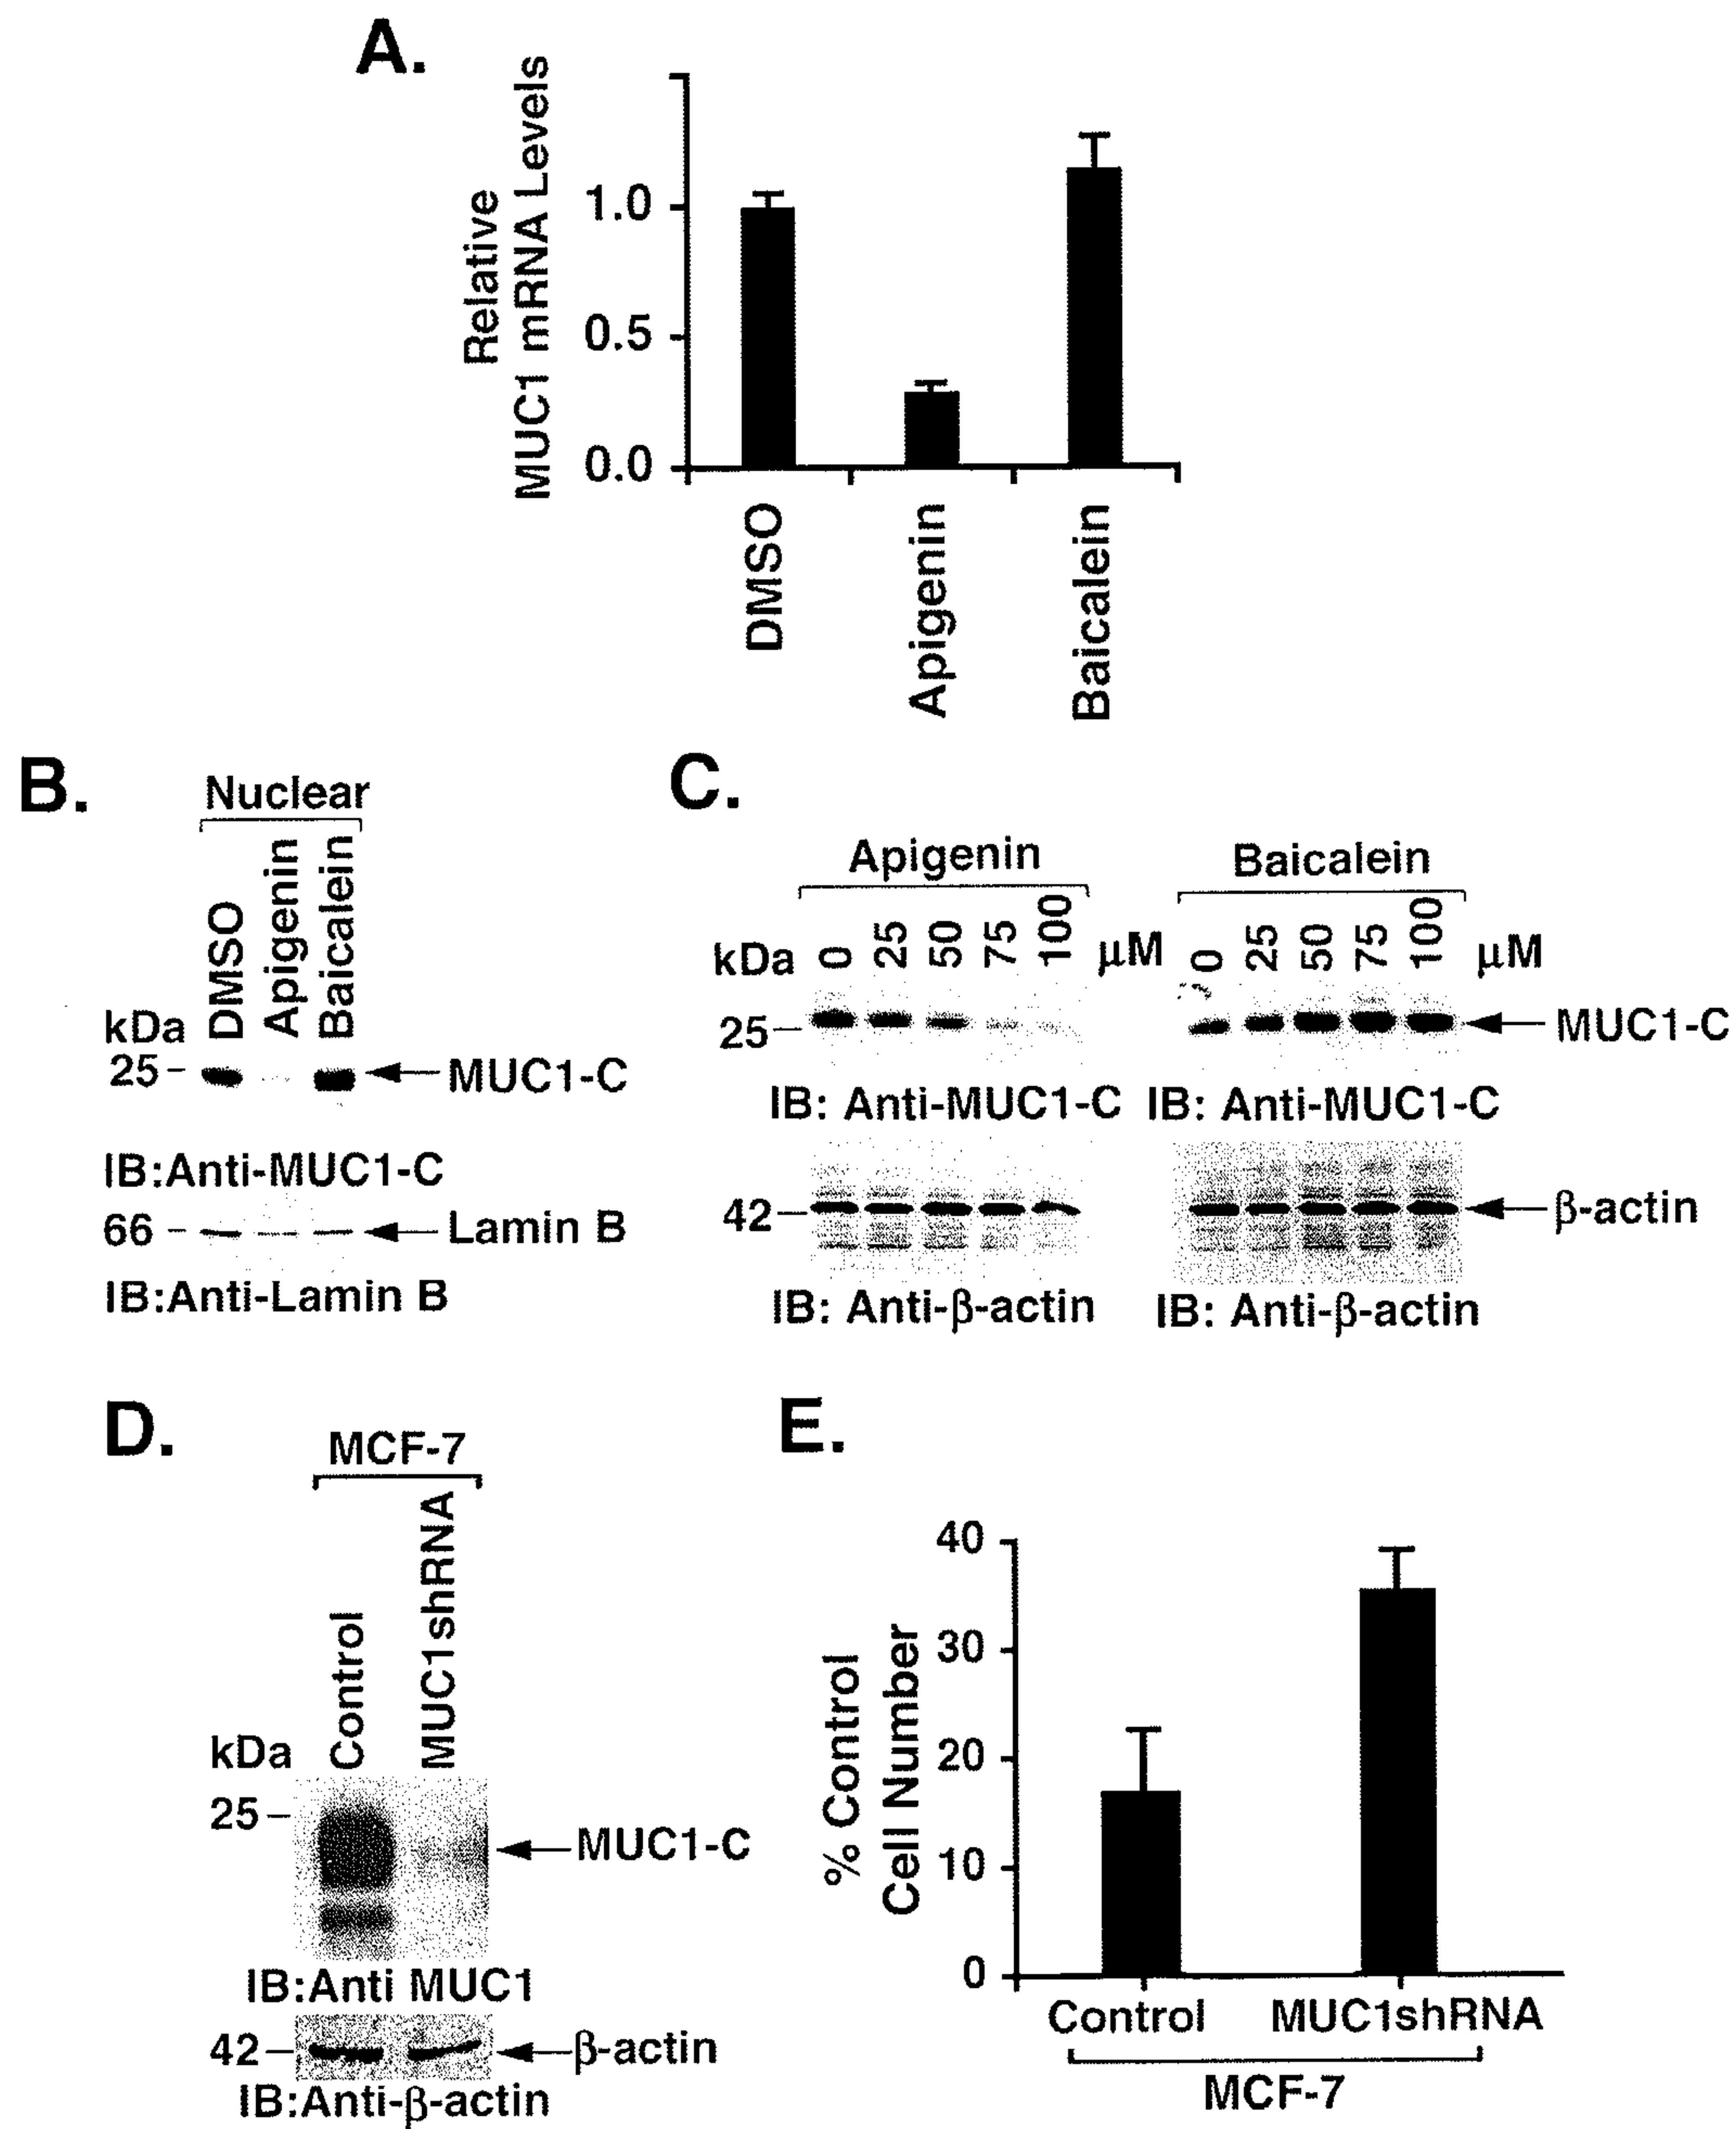 A.
Relative
MUC1 mRNA Levels
1.0
0.5
0.0
DMSO
Apigenin
Baicalein
B.
Nuclear
DMSO
Apigenin
Baicalein
kDa
25
MUC1-C
IB:Anti-MUC1-C
66
Lamin B
IB:Anti-Lamin B
C.
Apigenin
Baicalein
kDa 0 25 50 75 100 μM 0 25 50 75 100 μM
25
MUC1-C
IB: Anti-MUC1-C IB: Anti-MUC1-C
42
β-actin
IB: Anti-β-actin IB: Anti-β-actin
D.
MCF-7
Control
MUC1shRNA
kDa
25
MUC1-C
IB:Anti MUC1
42
β-actin
IB:Anti-β-actin
E.
% Control
Cell Number
40
30
20
10
0
Control MUC1shRNA
MCF-7